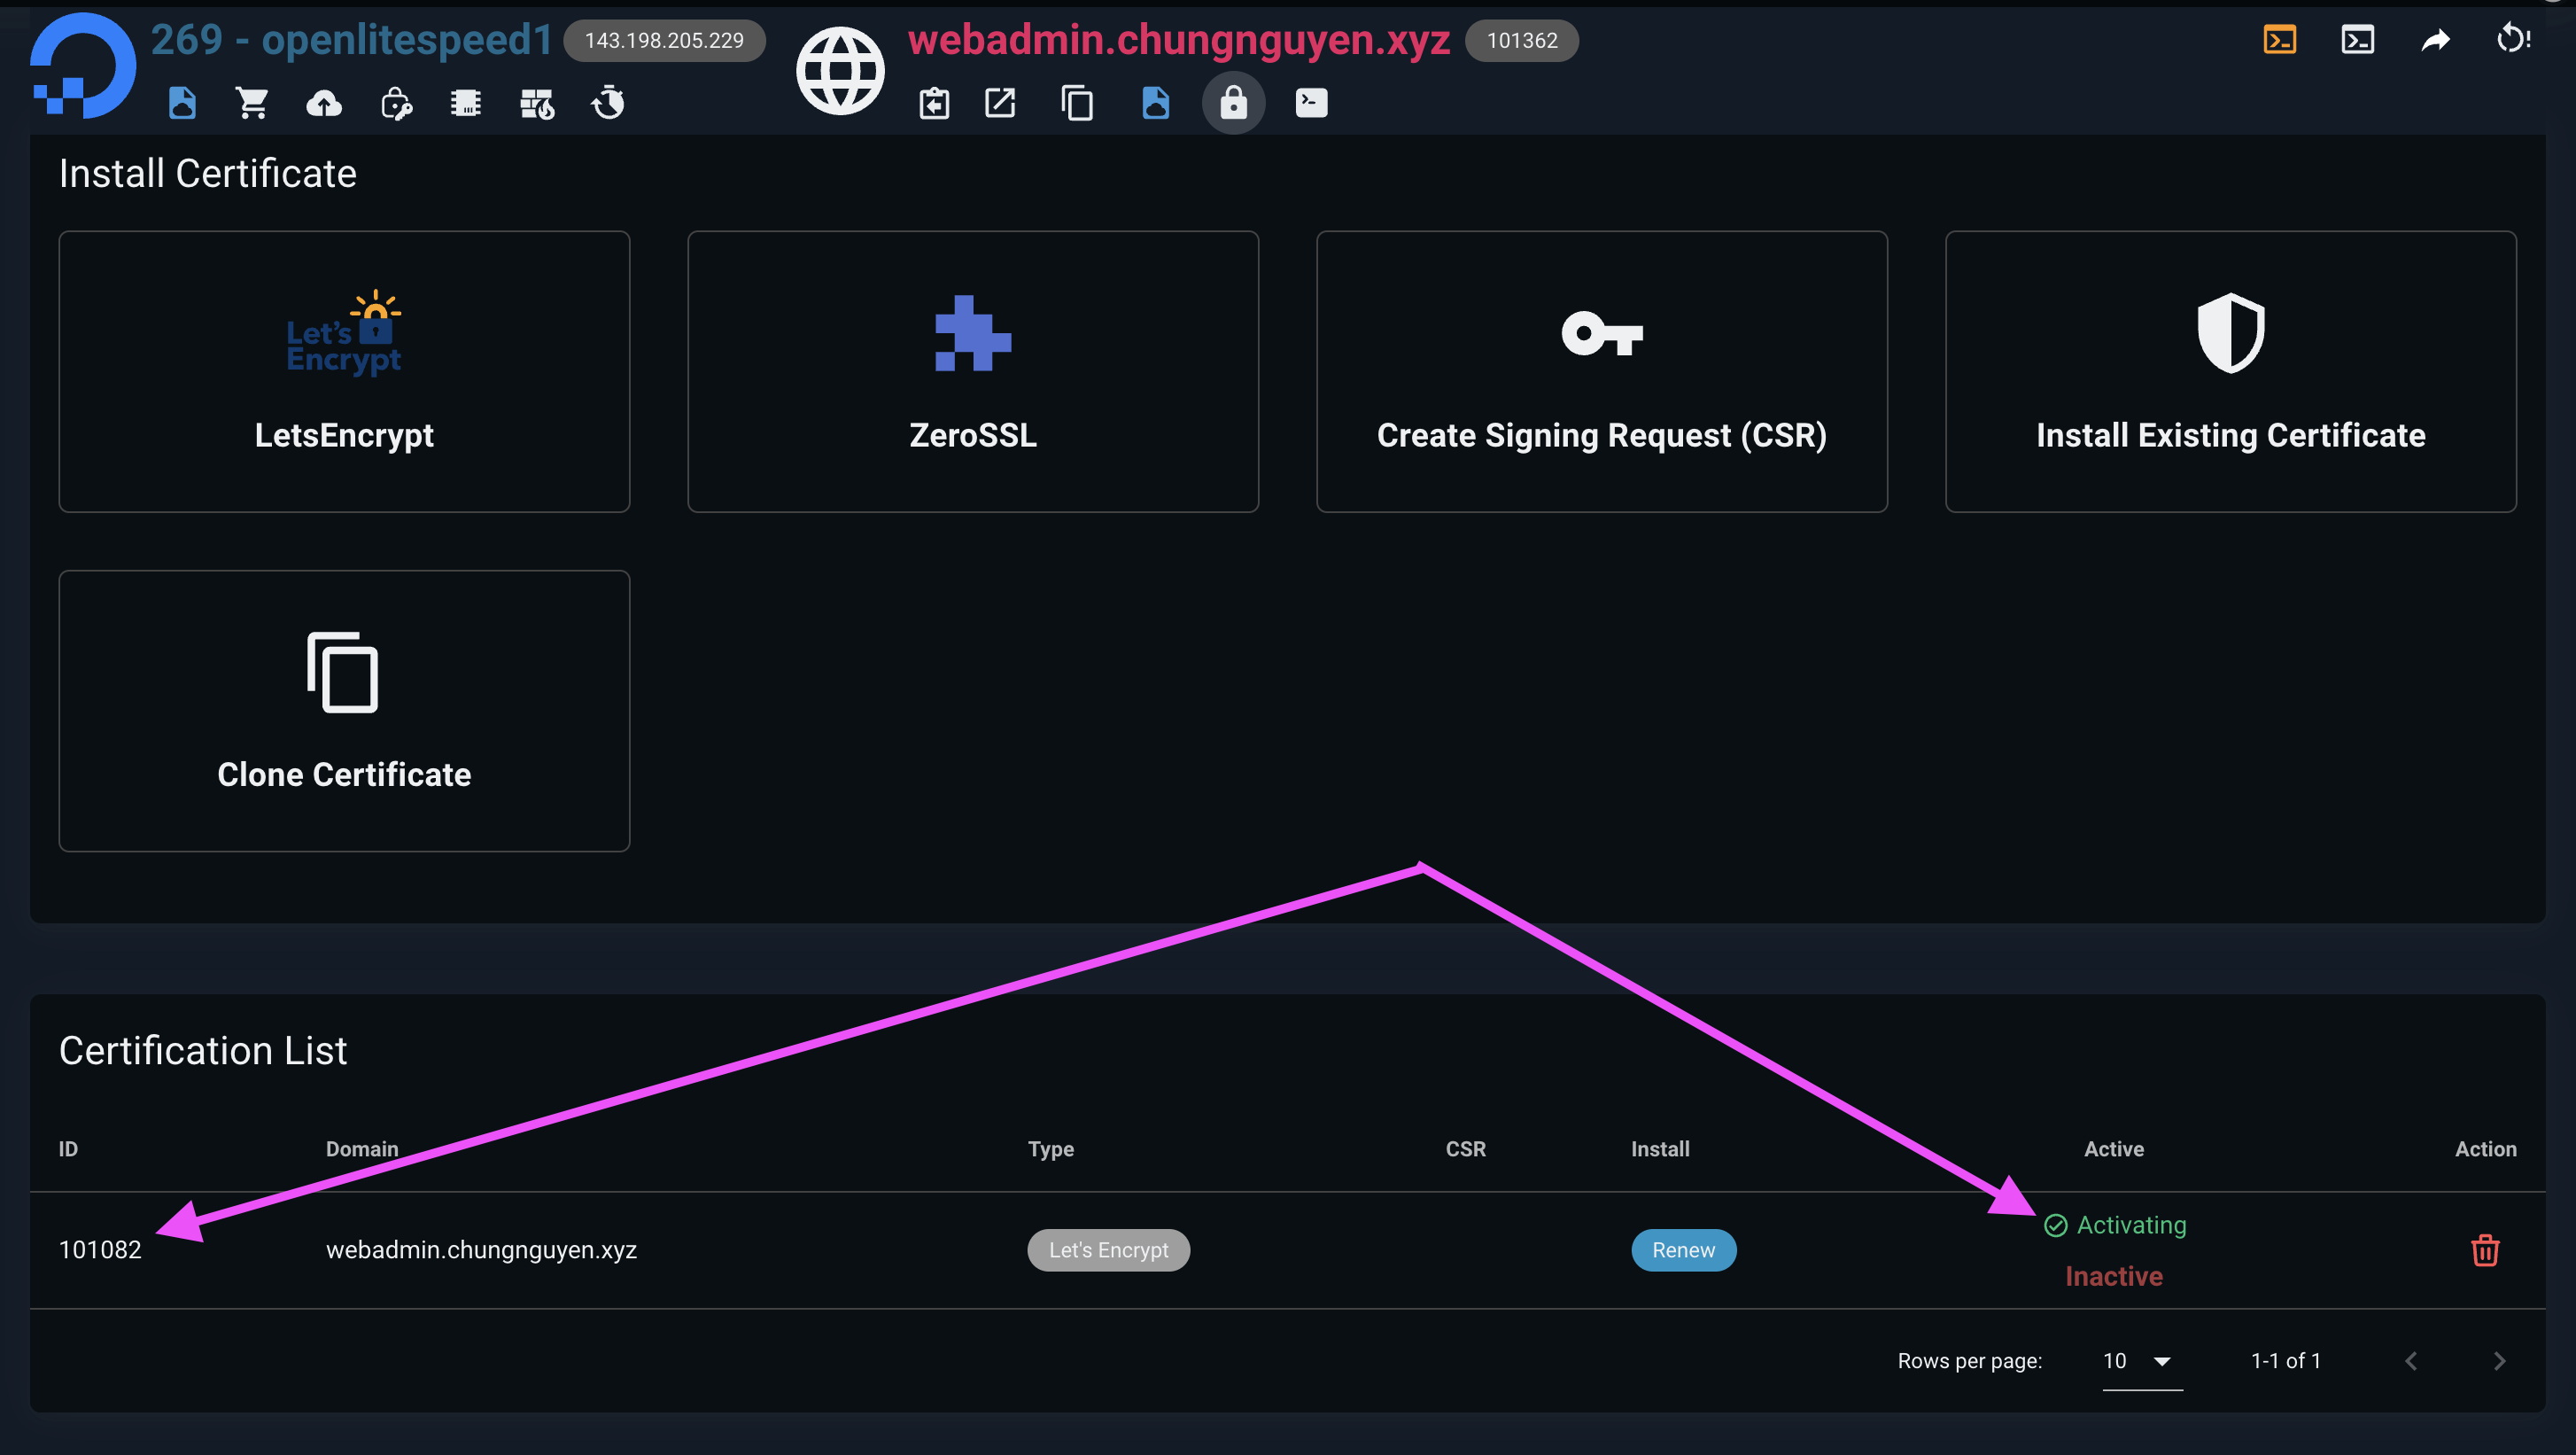 269 - openlitespeed1 143.198.205.229 webadmin.chungnguyen.xyz 101362
Install Certificate
Let's
Encrypt
LetsEncrypt
ZeroSSL
Create Signing Request (CSR)
Install Existing Certificate
Clone Certificate
Certification List
ID Domain Type CSR Install Active Action
101082 webadmin.chungnguyen.xyz Let's Encrypt Renew Activating
Inactive
Rows per page: 10 1-1 of 1